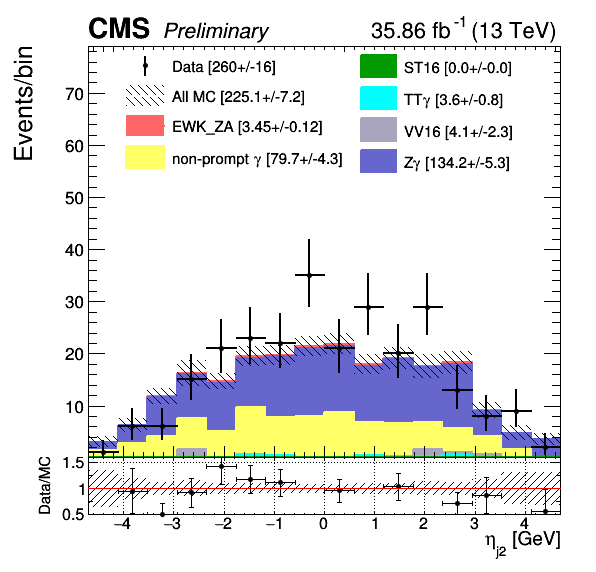 CMS Preliminary 35.86 fb⁻¹ (13 TeV)
Events/bin
Data [260+/-16]
All MC [225.1+/-7.2]
EWK_ZA [3.45+/-0.12]
non-prompt γ [79.7+/-4.3]
ST16 [0.0+/-0.0]
TTγ [3.6+/-0.8]
VV16 [4.1+/-2.3]
Zγ [134.2+/-5.3]
70
60
50
40
30
20
10
Data/MC
1.5
1
0.5
−4 −3 −2 −1 0 1 2 3 4
η_j2 [GeV]